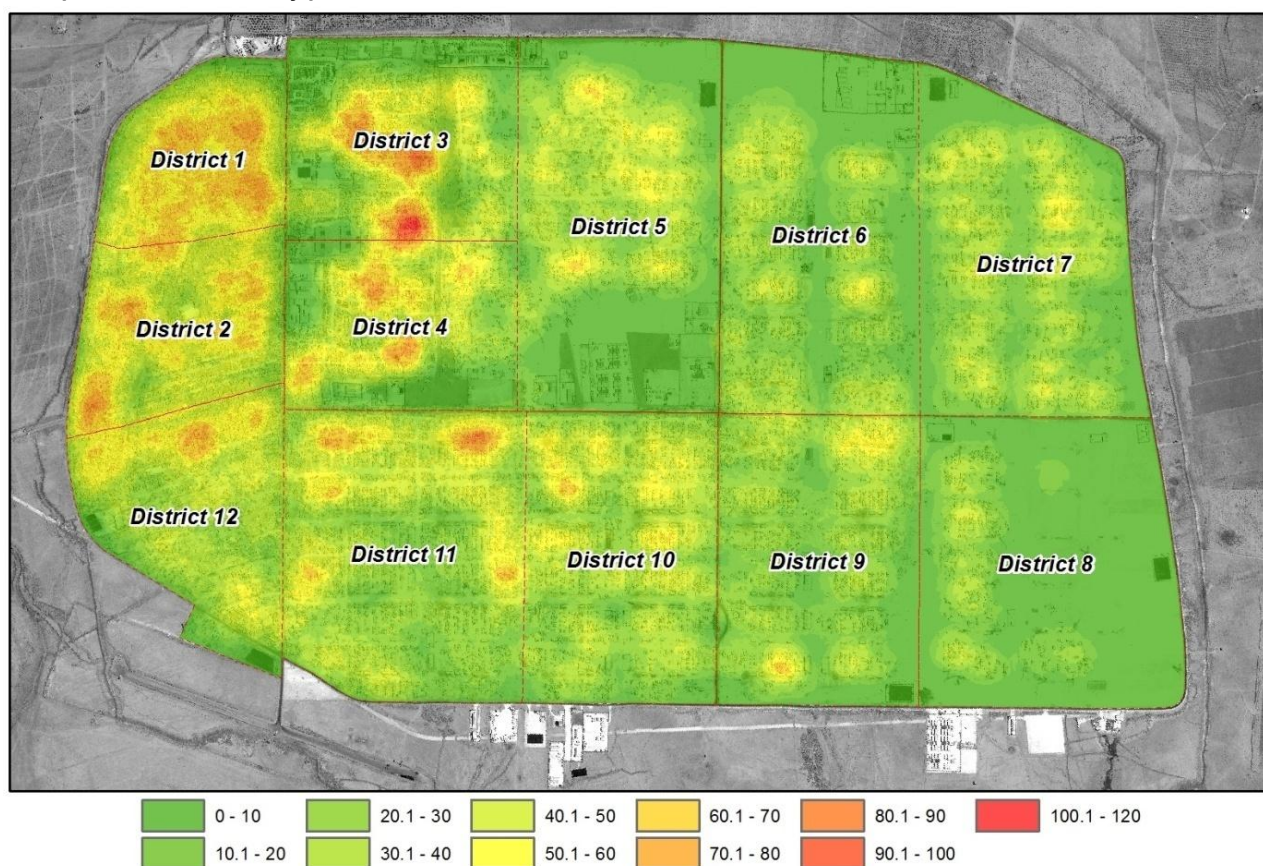 District 1
District 3
District 5
District 6
District 7
District 2
District 4
District 12
District 11
District 10
District 9
District 8
0 - 10
20.1 - 30
40.1 - 50
60.1 - 70
80.1 - 90
100.1 - 120
10.1 - 20
30.1 - 40
50.1 - 60
70.1 - 80
90.1 - 100